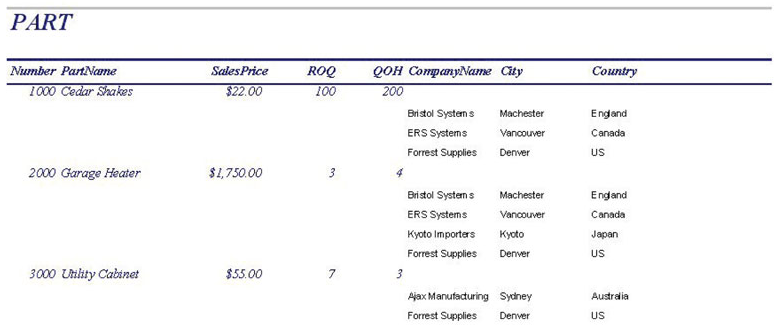 PART
Number PartName SalesPrice ROQ QOH CompanyName City Country
1000 Cedar Shakes $22.00 100 200
Bristol Systems Machester England
ERS Systems Vancouver Canada
Forrest Supplies Denver US
2000 Garage Heater $1,750.00 3 4
Bristol Systems Machester England
ERS Systems Vancouver Canada
Kyoto Importers Kyoto Japan
Forrest Supplies Denver US
3000 Utility Cabinet $55.00 7 3
Ajax Manufacturing Sydney Australia
Forrest Supplies Denver US